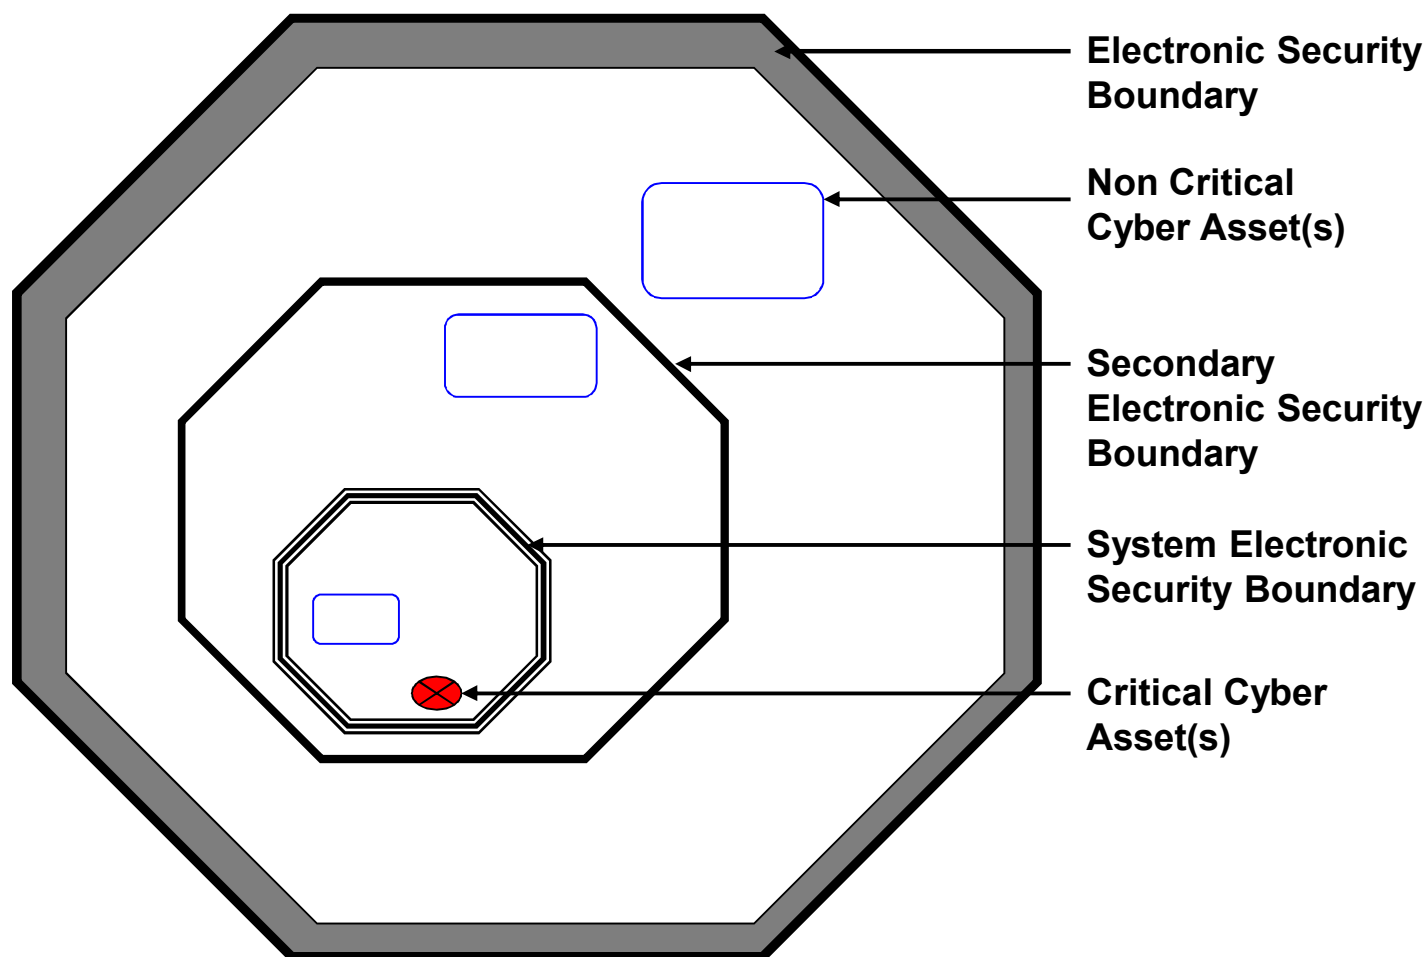 Electronic Security
Boundary
Non Critical
Cyber Asset(s)
Secondary
Electronic Security
Boundary
System Electronic
Security Boundary
Critical Cyber
Asset(s)